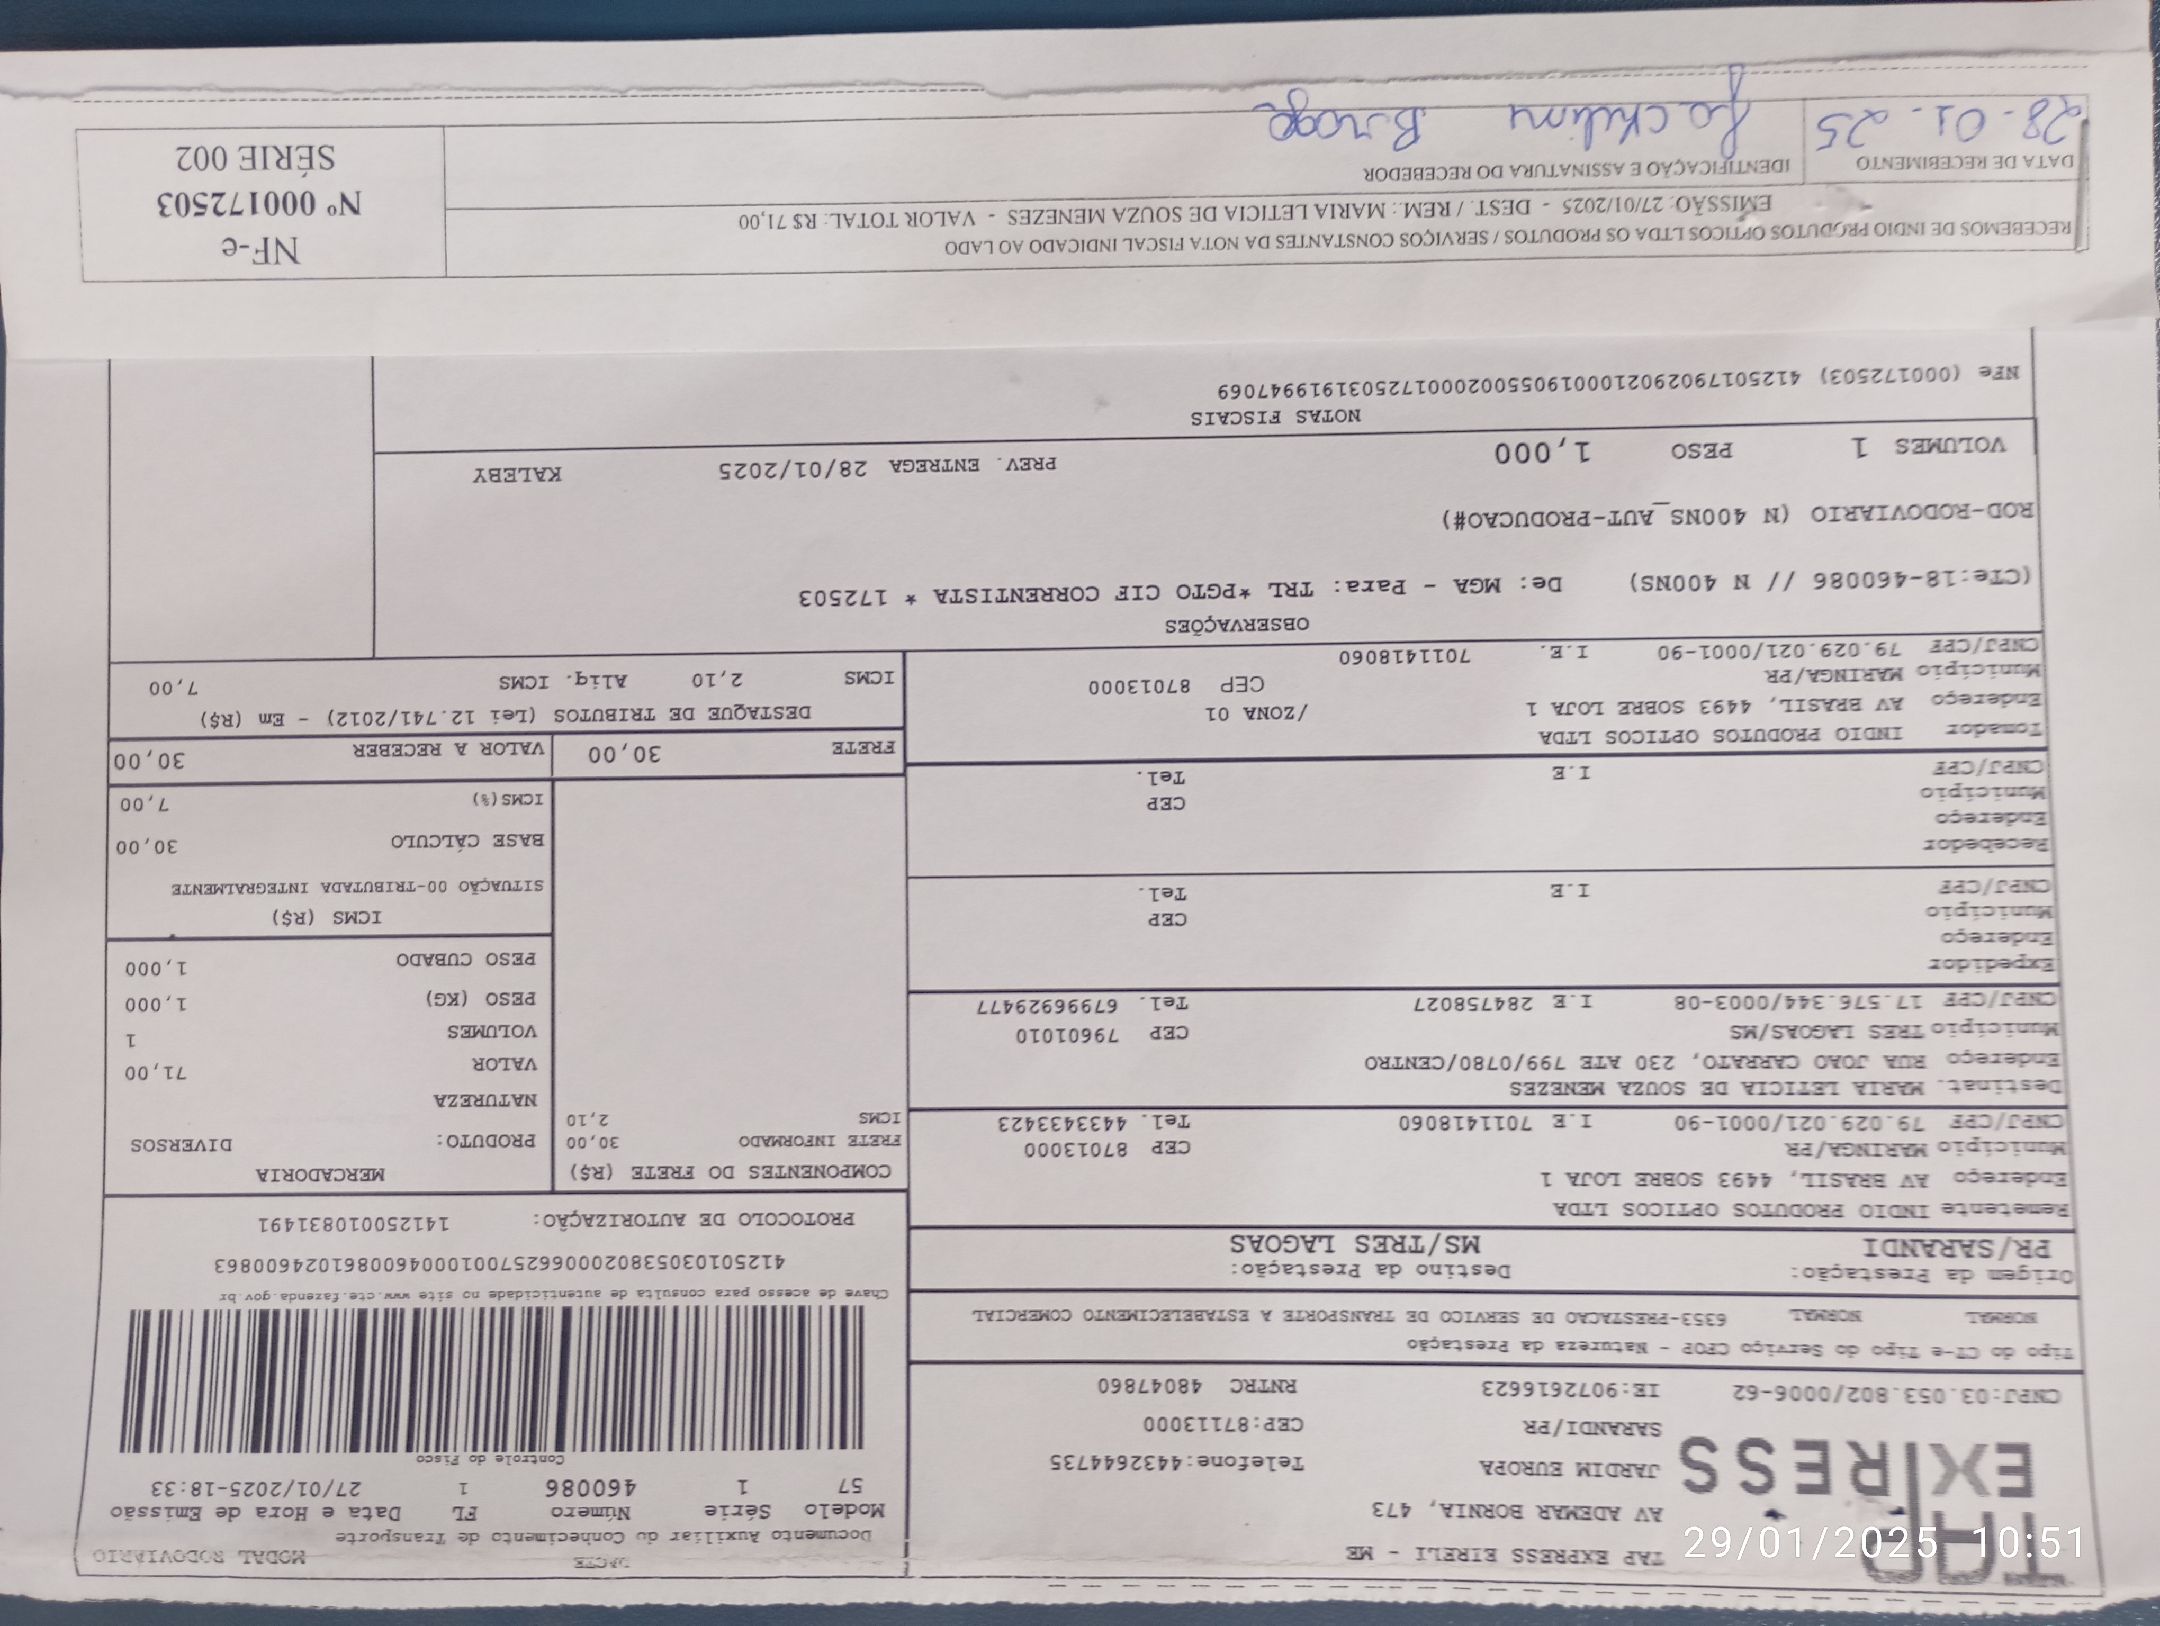 DACTE
MODAL RODOVIÁRIO
Documento Auxiliar do Conhecimento de Transporte
Modelo Série Número FL Data e Hora de Emissão
57 1 460086 1 27/01/2025-18:33
Controle do Fisco
Chave de acesso para consulta de autenticidade no site www.cte.fazenda.gov.br
41250103053802000662570010004600861024600863
PROTOCOLO DE AUTORIZAÇÃO: 141250010831491
TAP EXPRESS
TAP EXPRESS EIRELI - ME
AV ADEMAR BORNIA, 473
JARDIM EUROPA Telefone:4432644735
SARANDI/PR CEP:87113000
CNPJ:03.053.802/0006-62 IE:9072616623 RNTRC 48047860
Tipo do CT-e Tipo do Serviço CFOP - Natureza da Prestação
NORMAL NORMAL 6353-PRESTACAO DE SERVICO DE TRANSPORTE A ESTABELECIMENTO COMERCIAL
Origem da Prestação: Destino da Prestação:
PR/SARANDI MS/TRES LAGOAS
Remetente INDIO PRODUTOS OPTICOS LTDA
Endereço AV BRASIL, 4493 SOBRE LOJA 1
Município MARINGA/PR CEP 87013000
CNPJ/CPF 79.029.021/0001-90 I.E 7011418060 Tel. 4433433423
Destinat. MARIA LETICIA DE SOUZA MENEZES
Endereço RUA JOAO CARRATO, 230 ATE 799/0780/CENTRO
Município TRES LAGOAS/MS CEP 79601010
CNPJ/CPF 17.576.344/0003-08 I.E 284758027 Tel. 67996929477
Expedidor
Endereço
Município CEP
CNPJ/CPF I.E Tel.
Recebedor
Endereço
Município CEP
CNPJ/CPF I.E Tel.
Tomador INDIO PRODUTOS OPTICOS LTDA
Endereço AV BRASIL, 4493 SOBRE LOJA 1 /ZONA 01
Município MARINGA/PR CEP 87013000
CNPJ/CPF 79.029.021/0001-90 I.E. 7011418060
COMPONENTES DO FRETE (R$)
FRETE INFORMADO 30,00
ICMS 2,10
MERCADORIA
PRODUTO: DIVERSOS
NATUREZA
VALOR 71,00
VOLUMES 1
PESO (KG) 1,000
PESO CUBADO 1,000
ICMS (R$)
SITUAÇÃO 00-TRIBUTADA INTEGRALMENTE
BASE CÁLCULO 30,00
ICMS(%) 7,00
FRETE 30,00 VALOR A RECEBER 30,00
DESTAQUE DE TRIBUTOS (Lei 12.741/2012) - Em (R$)
ICMS 2,10 Aliq. ICMS 7,00
OBSERVAÇÕES
(CTe:18-460086 // N 400NS) De: MGA - Para: TRL *PGTO CIF CORRENTISTA * 172503
ROD-RODOVIARIO (N 400NS_AUT-PRODUCAO#)
VOLUMES 1 PESO 1,000 PREV. ENTREGA 28/01/2025 KALEBY
NOTAS FISCAIS
NFe (000172503) 41250179029021000190550020001725031919947069
RECEBEMOS DE INDIO PRODUTOS OPTICOS LTDA OS PRODUTOS / SERVIÇOS CONSTANTES DA NOTA FISCAL INDICADO AO LADO
EMISSÃO: 27/01/2025 - DEST. / REM.: MARIA LETICIA DE SOUZA MENEZES - VALOR TOTAL: R$ 71,00
DATA DE RECEBIMENTO IDENTIFICAÇÃO E ASSINATURA DO RECEBEDOR
28-01-25
NF-e
Nº 000172503
SÉRIE 002
29/01/2025 10:51